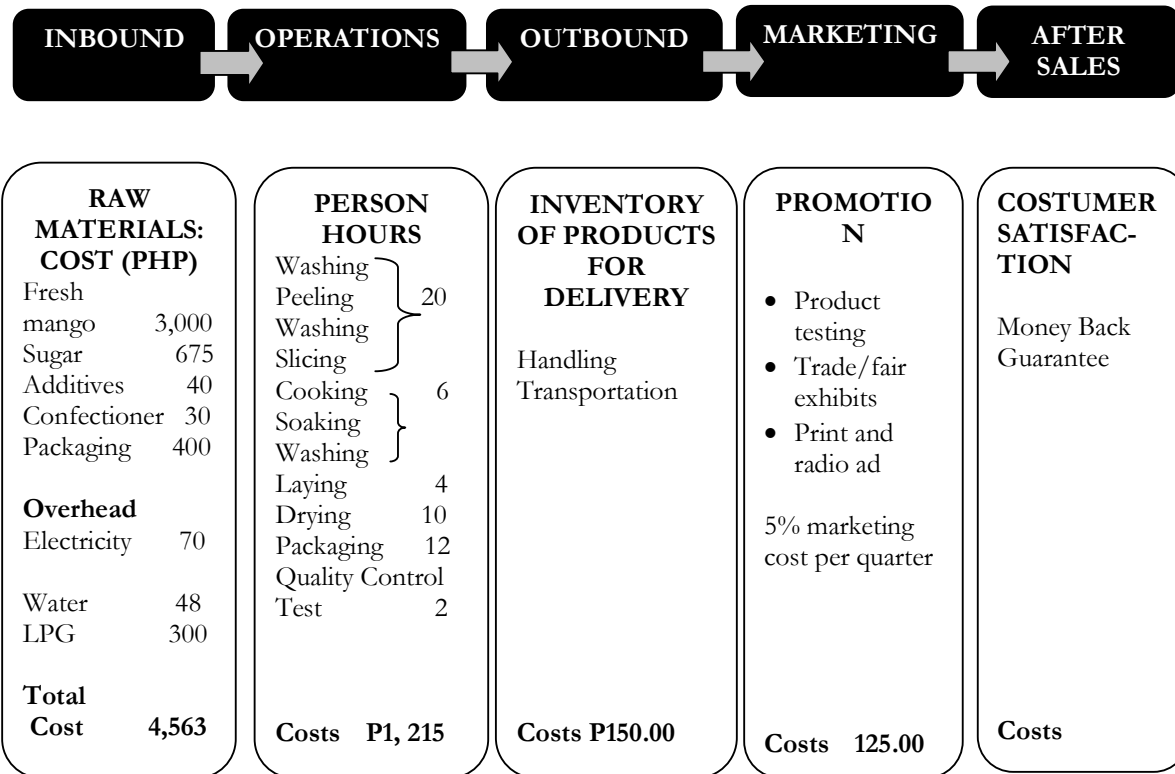 INBOUND
OPERATIONS
OUTBOUND
MARKETING
AFTER
SALES
RAW
MATERIALS:
COST (PHP)
Fresh
mango 3,000
Sugar 675
Additives 40
Confectioner 30
Packaging 400
Overhead
Electricity 70
Water 48
LPG 300
Total
Cost 4,563
PERSON
HOURS
Washing
Peeling 20
Washing
Slicing
Cooking 6
Soaking
Washing
Laying 4
Drying 10
Packaging 12
Quality Control
Test 2
Costs P1, 215
INVENTORY
OF PRODUCTS
FOR
DELIVERY
Handling
Transportation
Costs P150.00
PROMOTIO
N
• Product
testing
• Trade/fair
exhibits
• Print and
radio ad
5% marketing
cost per quarter
Costs 125.00
COSTUMER
SATISFAC-
TION
Money Back
Guarantee
Costs